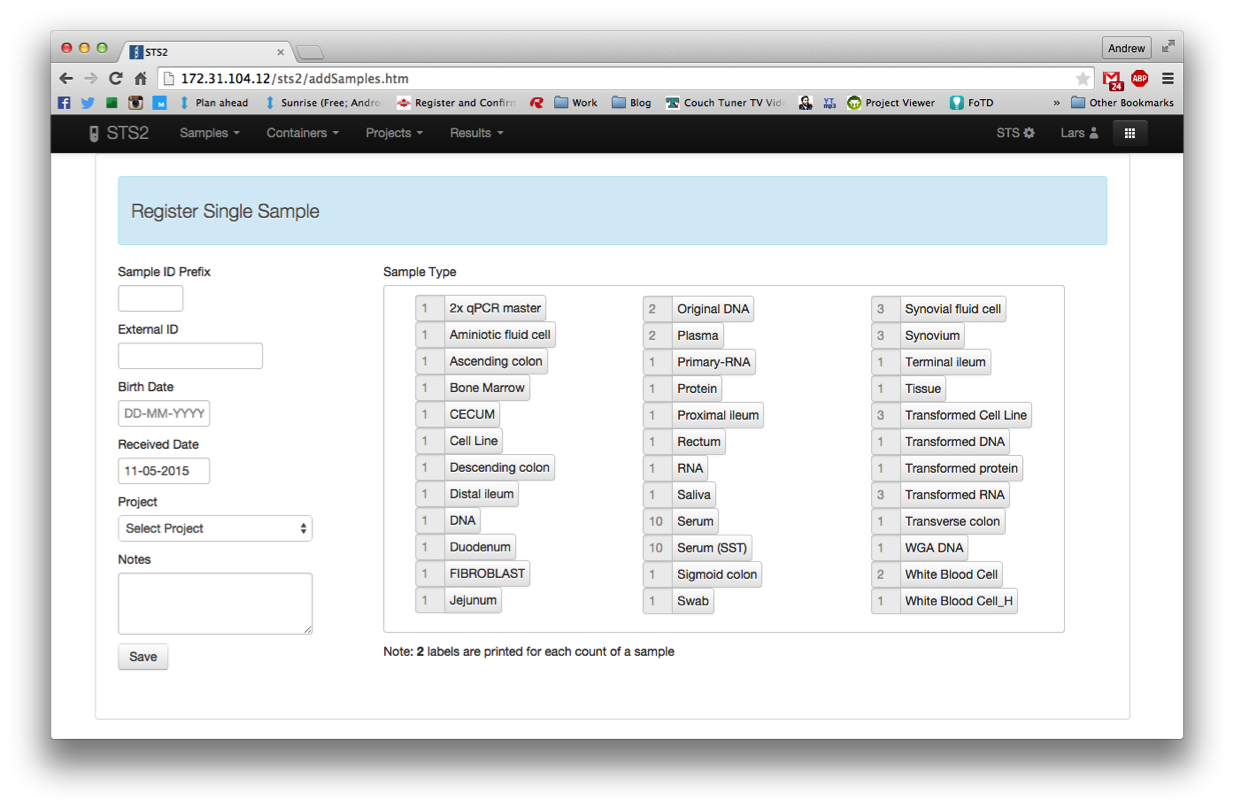 STS2
Andrew
172.31.104.12/sts2/addSamples.htm
24
ABP
Plan ahead Sunrise (Free; Andro Register and Confirm Work Blog Couch Tuner TV Vid YT mp3 Project Viewer FoTD » Other Bookmarks
STS2 Samples Containers Projects Results STS Lars
Register Single Sample
Sample ID Prefix
External ID
Birth Date
DD-MM-YYYY
Received Date
11-05-2015
Project
Select Project
Notes
Save
Sample Type
1 2x qPCR master
1 Aminiotic fluid cell
1 Ascending colon
1 Bone Marrow
1 CECUM
1 Cell Line
1 Descending colon
1 Distal ileum
1 DNA
1 Duodenum
1 FIBROBLAST
1 Jejunum
2 Original DNA
2 Plasma
1 Primary-RNA
1 Protein
1 Proximal ileum
1 Rectum
1 RNA
1 Saliva
10 Serum
10 Serum (SST)
1 Sigmoid colon
1 Swab
3 Synovial fluid cell
3 Synovium
1 Terminal ileum
1 Tissue
3 Transformed Cell Line
1 Transformed DNA
1 Transformed protein
3 Transformed RNA
1 Transverse colon
1 WGA DNA
2 White Blood Cell
1 White Blood Cell_H
Note: 2 labels are printed for each count of a sample